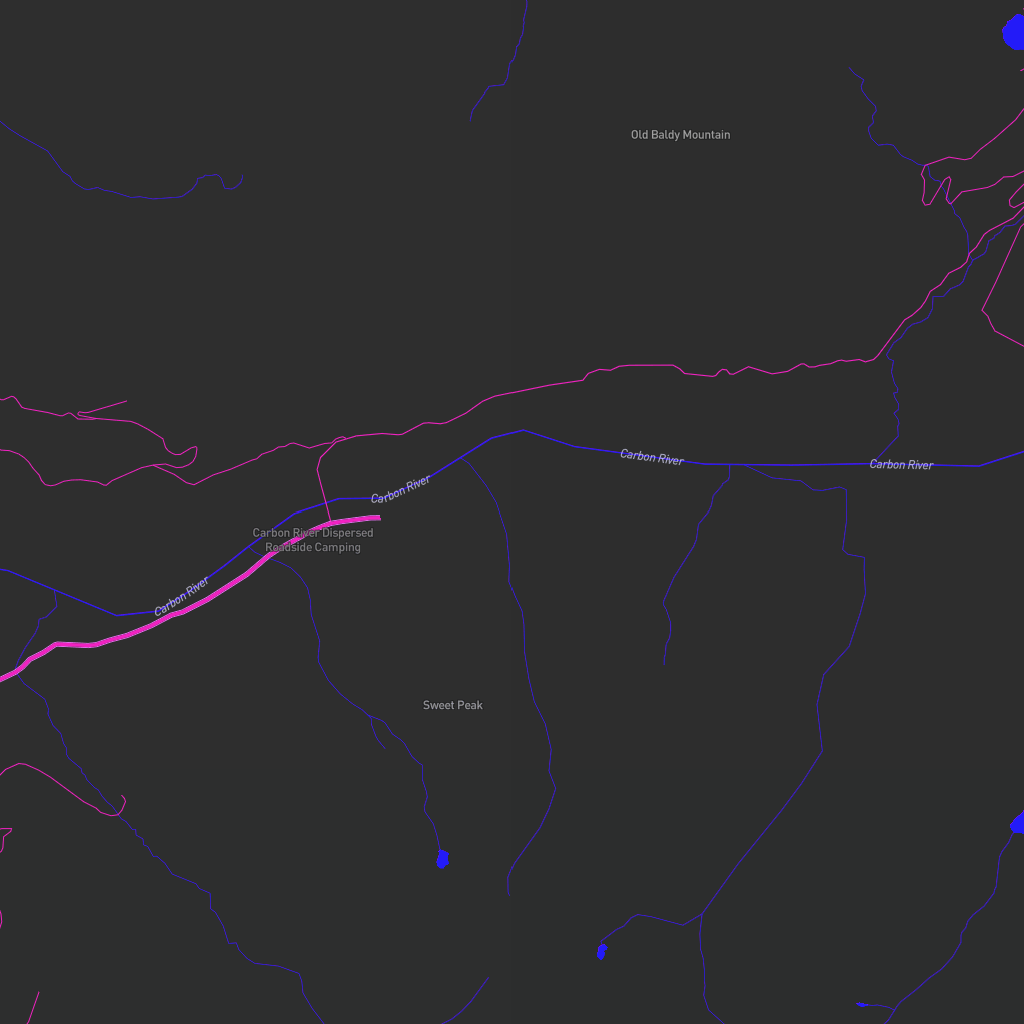 Old Baldy Mountain
Carbon River
Carbon River
Carbon River
Carbon River Dispersed
Roadside Camping
Carbon River
Sweet Peak